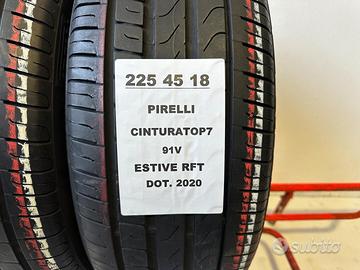 225 45 18
PIRELLI
CINTURATOP7
91V
ESTIVE RFT
DOT. 2020
subito